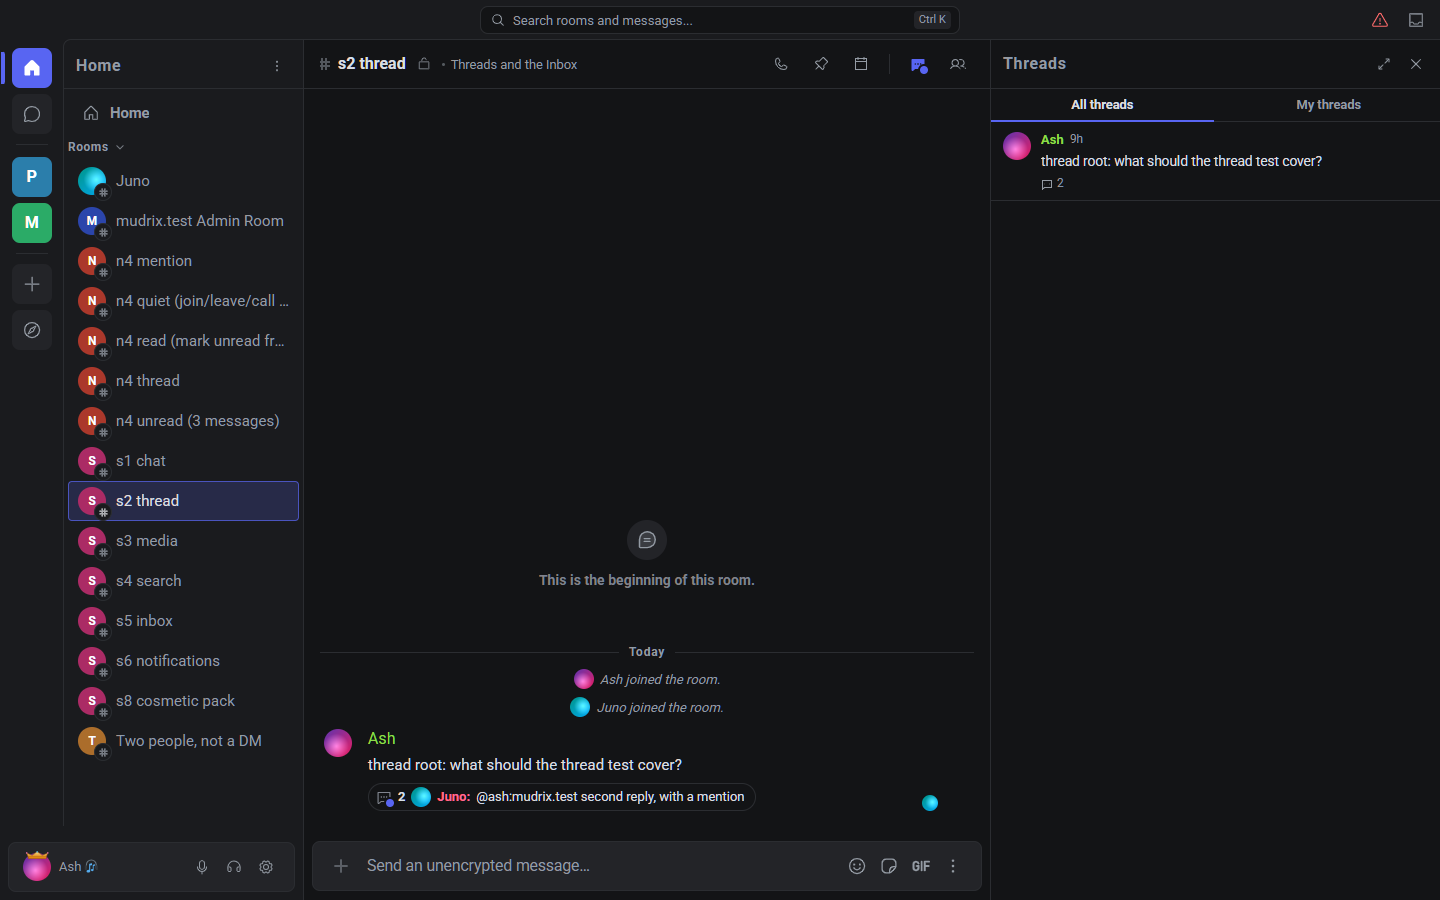 Search rooms and messages...
Ctrl K
Home
Home
Rooms
P
M
Juno
M
mudrix.test Admin Room
N
n4 mention
N
n4 quiet (join/leave/call ...
N
n4 read (mark unread fr...
N
n4 thread
N
n4 unread (3 messages)
S
s1 chat
S
s2 thread
S
s3 media
S
s4 search
S
s5 inbox
S
s6 notifications
S
s8 cosmetic pack
T
Two people, not a DM
Ash
s2 thread
Threads and the Inbox
This is the beginning of this room.
Today
Ash joined the room.
Juno joined the room.
Ash
thread root: what should the thread test cover?
2 Juno: @ash:mudrix.test second reply, with a mention
Send an unencrypted message...
GIF
Threads
All threads
My threads
Ash 9h
thread root: what should the thread test cover?
2